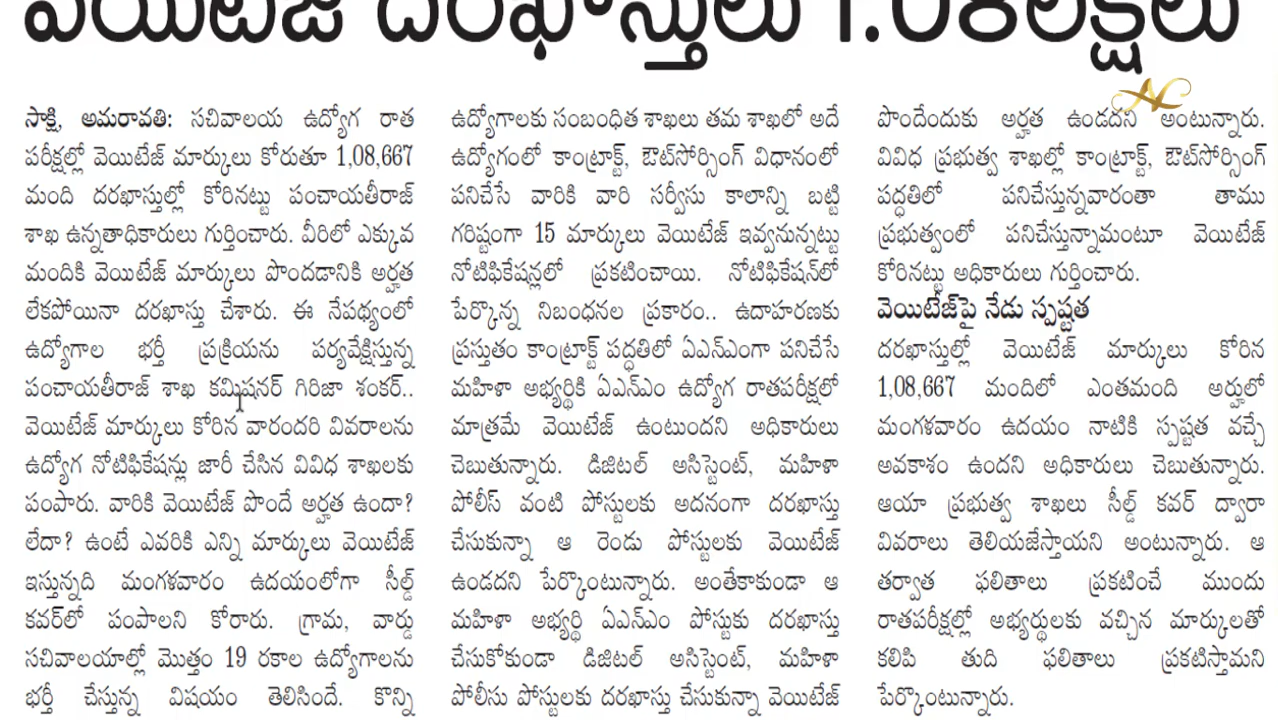 వెయిటేజీ దరఖాస్తులు 1.08లక్షలు
సాక్షి, అమరావతి: సచివాలయ ఉద్యోగ రాత
పరీక్షల్లో వెయిటేజ్ మార్కులు కోరుతూ 1,08,667
మంది దరఖాస్తుల్లో కోరినట్టు పంచాయతీరాజ్
శాఖ ఉన్నతాధికారులు గుర్తించారు. వీరిలో ఎక్కువ
మందికి వెయిటేజ్ మార్కులు పొందడానికి అర్హత
లేకపోయినా దరఖాస్తు చేశారు. ఈ నేపథ్యంలో
ఉద్యోగాల భర్తీ ప్రక్రియను పర్యవేక్షిస్తున్న
పంచాయతీరాజ్ శాఖ కమిషనర్ గిరిజా శంకర్..
వెయిటేజ్ మార్కులు కోరిన వారందరి వివరాలను
ఉద్యోగ నోటిఫికేషన్లు జారీ చేసిన వివిధ శాఖలకు
పంపారు. వారికి వెయిటేజ్ పొందే అర్హత ఉందా?
లేదా? ఉంటే ఎవరికి ఎన్ని మార్కులు వెయిటేజ్
ఇస్తున్నది మంగళవారం ఉదయంలోగా సీల్డ్
కవర్‌లో పంపాలని కోరారు. గ్రామ, వార్డు
సచివాలయాల్లో మొత్తం 19 రకాల ఉద్యోగాలను
భర్తీ చేస్తున్న విషయం తెలిసిందే. కొన్ని
ఉద్యోగాలకు సంబంధిత శాఖలు తమ శాఖలో అదే
ఉద్యోగంలో కాంట్రాక్ట్, ఔట్‌సోర్సింగ్ విధానంలో
పనిచేసే వారికి వారి సర్వీసు కాలాన్ని బట్టి
గరిష్టంగా 15 మార్కులు వెయిటేజ్ ఇవ్వనున్నట్టు
నోటిఫికేషన్లలో ప్రకటించాయి. నోటిఫికేషన్‌లో
పేర్కొన్న నిబంధనల ప్రకారం.. ఉదాహరణకు
ప్రస్తుతం కాంట్రాక్ట్ పద్ధతిలో ఏఎన్ఎంగా పనిచేసే
మహిళా అభ్యర్థికి ఏఎన్ఎం ఉద్యోగ రాతపరీక్షలో
మాత్రమే వెయిటేజ్ ఉంటుందని అధికారులు
చెబుతున్నారు. డిజిటల్ అసిస్టెంట్, మహిళా
పోలీస్ వంటి పోస్టులకు అదనంగా దరఖాస్తు
చేసుకున్నా ఆ రెండు పోస్టులకు వెయిటేజ్
ఉండదని పేర్కొంటున్నారు. అంతేకాకుండా ఆ
మహిళా అభ్యర్థి ఏఎన్ఎం పోస్టుకు దరఖాస్తు
చేసుకోకుండా డిజిటల్ అసిస్టెంట్, మహిళా
పోలీసు పోస్టులకు దరఖాస్తు చేసుకున్నా వెయిటేజ్
పొందేందుకు అర్హత ఉండదని అంటున్నారు.
వివిధ ప్రభుత్వ శాఖల్లో కాంట్రాక్ట్, ఔట్‌సోర్సింగ్
పద్ధతిలో పనిచేస్తున్నవారంతా తాము
ప్రభుత్వంలో పనిచేస్తున్నామంటూ వెయిటేజ్
కోరినట్టు అధికారులు గుర్తించారు.
వెయిటేజ్‌పై నేడు స్పష్టత
దరఖాస్తుల్లో వెయిటేజ్ మార్కులు కోరిన
1,08,667 మందిలో ఎంతమంది అర్హులో
మంగళవారం ఉదయం నాటికి స్పష్టత వచ్చే
అవకాశం ఉందని అధికారులు చెబుతున్నారు.
ఆయా ప్రభుత్వ శాఖలు సీల్డ్ కవర్ ద్వారా
వివరాలు తెలియజేస్తాయని అంటున్నారు. ఆ
తర్వాత ఫలితాలు ప్రకటించే ముందు
రాతపరీక్షల్లో అభ్యర్థులకు వచ్చిన మార్కులతో
కలిపి తుది ఫలితాలు ప్రకటిస్తామని
పేర్కొంటున్నారు.